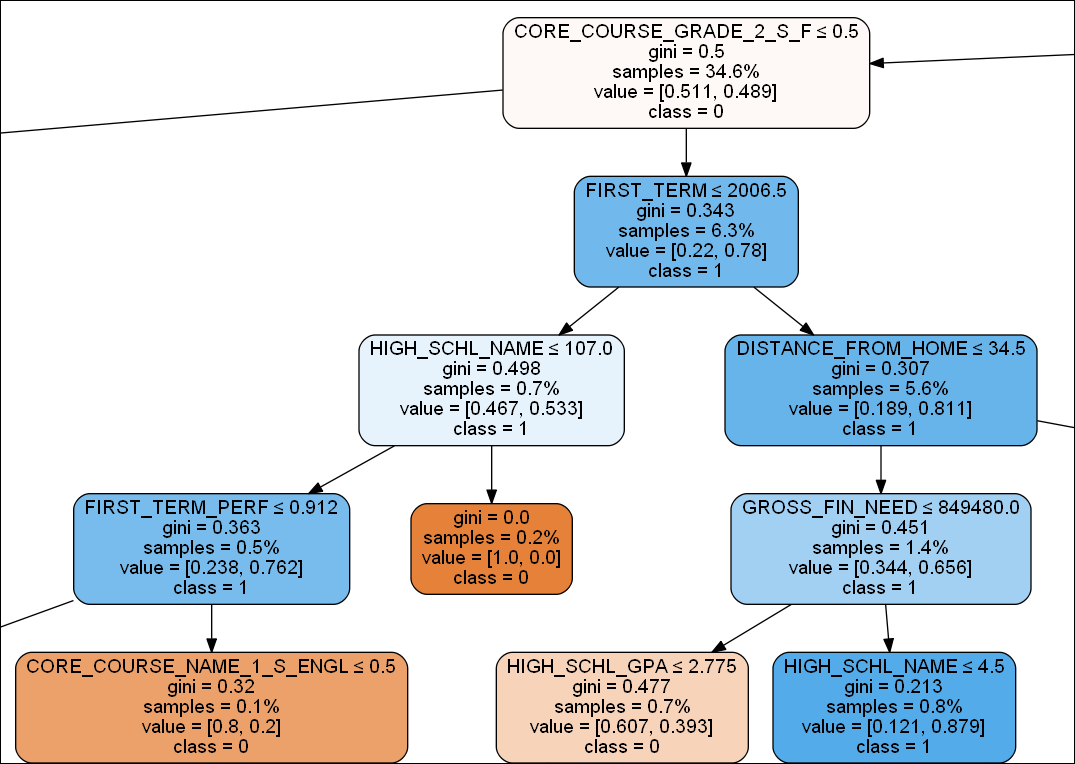 CORE_COURSE_GRADE_2_S_F ≤ 0.5
gini = 0.5
samples = 34.6%
value = [0.511, 0.489]
class = 0
FIRST_TERM ≤ 2006.5
gini = 0.343
samples = 6.3%
value = [0.22, 0.78]
class = 1
HIGH_SCHL_NAME ≤ 107.0
gini = 0.498
samples = 0.7%
value = [0.467, 0.533]
class = 1
DISTANCE_FROM_HOME ≤ 34.5
gini = 0.307
samples = 5.6%
value = [0.189, 0.811]
class = 1
FIRST_TERM_PERF ≤ 0.912
gini = 0.363
samples = 0.5%
value = [0.238, 0.762]
class = 1
gini = 0.0
samples = 0.2%
value = [1.0, 0.0]
class = 0
GROSS_FIN_NEED ≤ 849480.0
gini = 0.451
samples = 1.4%
value = [0.344, 0.656]
class = 1
CORE_COURSE_NAME_1_S_ENGL ≤ 0.5
gini = 0.32
samples = 0.1%
value = [0.8, 0.2]
class = 0
HIGH_SCHL_GPA ≤ 2.775
gini = 0.477
samples = 0.7%
value = [0.607, 0.393]
class = 0
HIGH_SCHL_NAME ≤ 4.5
gini = 0.213
samples = 0.8%
value = [0.121, 0.879]
class = 1